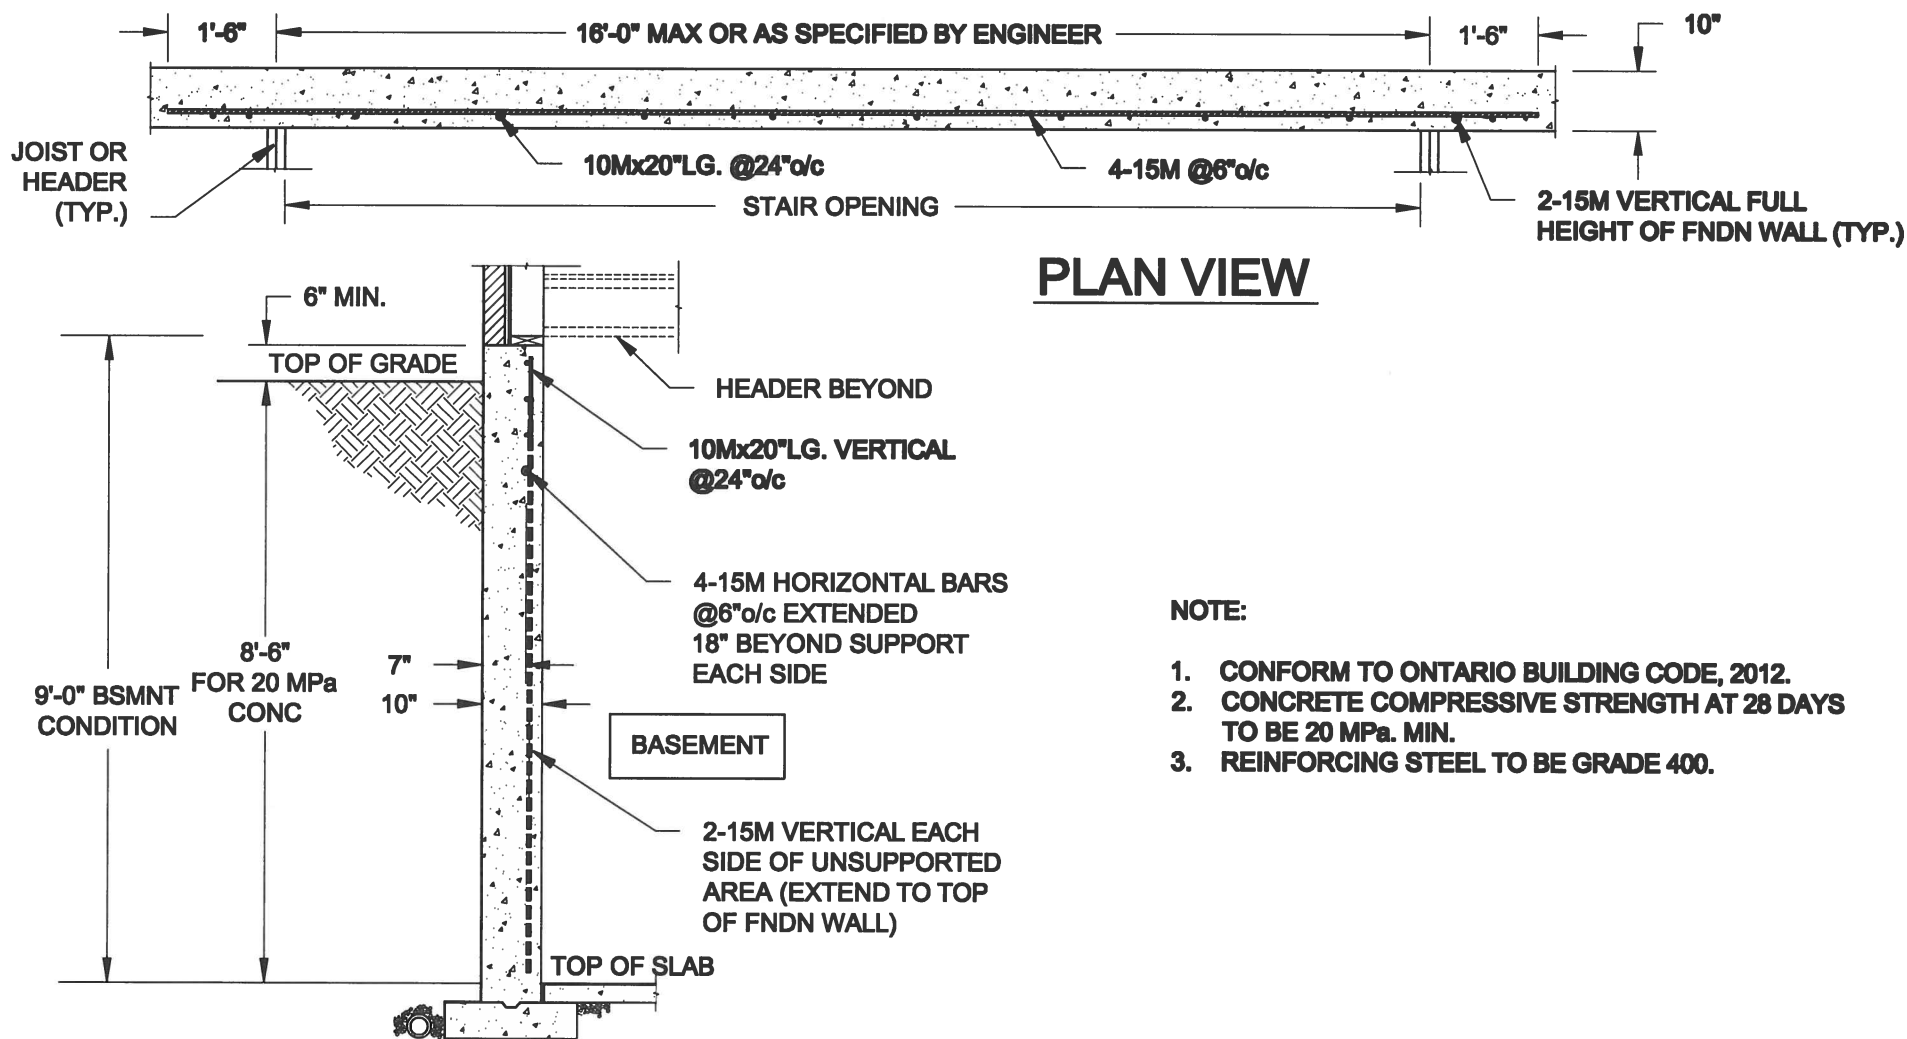 1'-6"
16'-0" MAX OR AS SPECIFIED BY ENGINEER
1'-6"
10"
JOIST OR
HEADER
(TYP.)
10Mx20"LG. @24"o/c
4-15M @6"o/c
STAIR OPENING
2-15M VERTICAL FULL
HEIGHT OF FNDN WALL (TYP.)
PLAN VIEW
6" MIN.
TOP OF GRADE
HEADER BEYOND
10Mx20"LG. VERTICAL
@24"o/c
4-15M HORIZONTAL BARS
@6"o/c EXTENDED
18" BEYOND SUPPORT
EACH SIDE
9'-0" BSMNT
CONDITION
8'-6"
FOR 20 MPa
CONC
7"
10"
BASEMENT
2-15M VERTICAL EACH
SIDE OF UNSUPPORTED
AREA (EXTEND TO TOP
OF FNDN WALL)
TOP OF SLAB
NOTE:
1. CONFORM TO ONTARIO BUILDING CODE, 2012.
2. CONCRETE COMPRESSIVE STRENGTH AT 28 DAYS
TO BE 20 MPa. MIN.
3. REINFORCING STEEL TO BE GRADE 400.